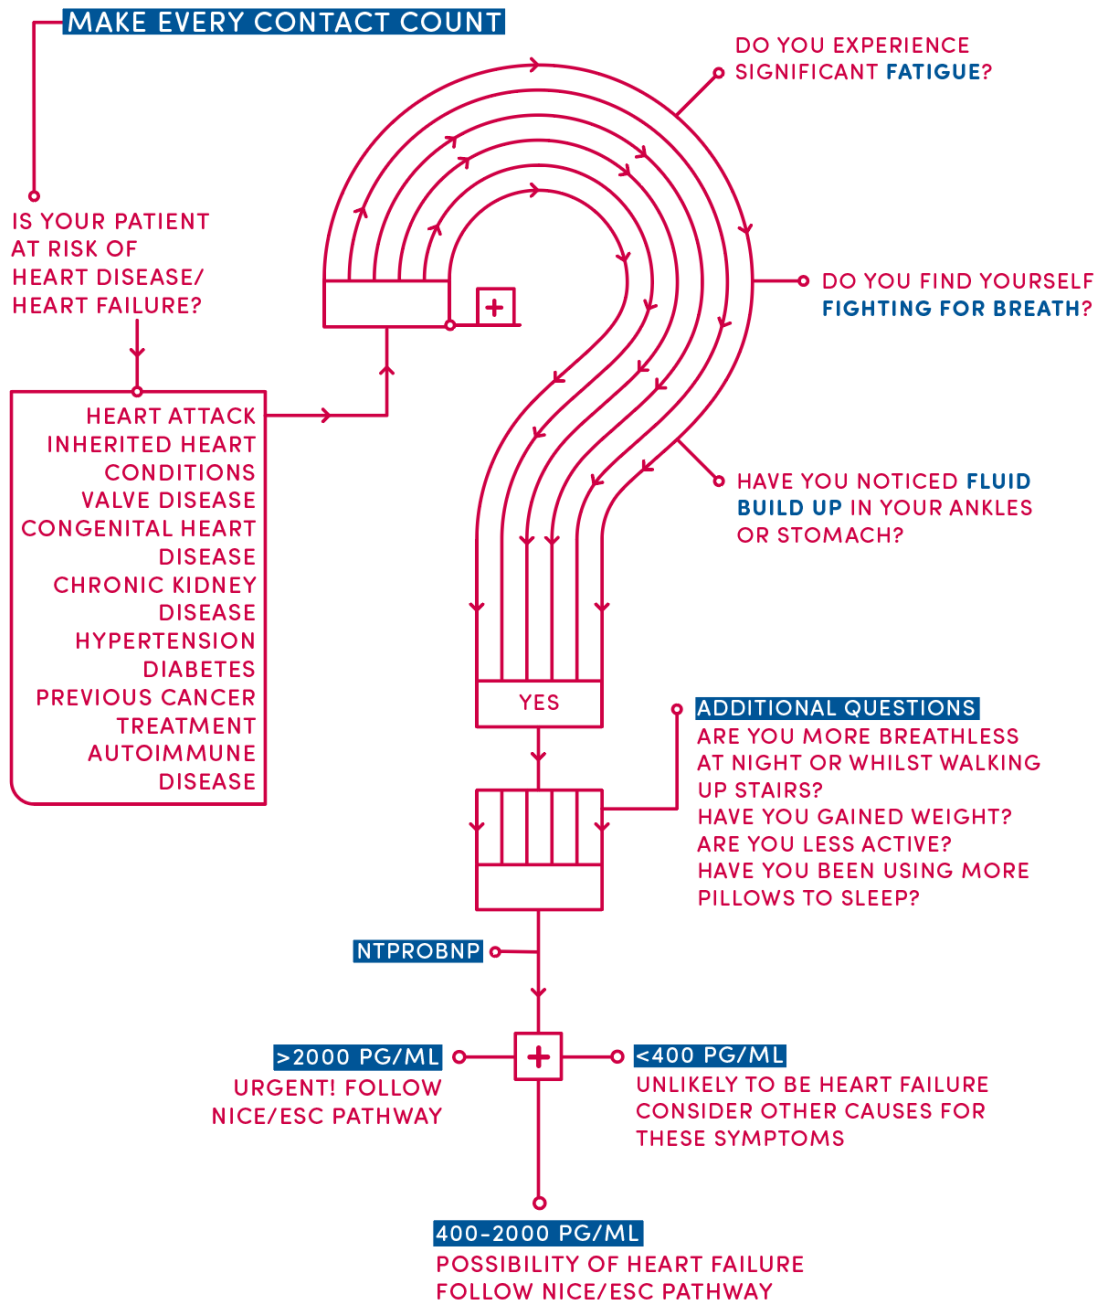 MAKE EVERY CONTACT COUNT
IS YOUR PATIENT
AT RISK OF
HEART DISEASE/
HEART FAILURE?
HEART ATTACK
INHERITED HEART
CONDITIONS
VALVE DISEASE
CONGENITAL HEART
DISEASE
CHRONIC KIDNEY
DISEASE
HYPERTENSION
DIABETES
PREVIOUS CANCER
TREATMENT
AUTOIMMUNE
DISEASE
DO YOU EXPERIENCE
SIGNIFICANT FATIGUE?
DO YOU FIND YOURSELF
FIGHTING FOR BREATH?
HAVE YOU NOTICED FLUID
BUILD UP IN YOUR ANKLES
OR STOMACH?
YES
ADDITIONAL QUESTIONS
ARE YOU MORE BREATHLESS
AT NIGHT OR WHILST WALKING
UP STAIRS?
HAVE YOU GAINED WEIGHT?
ARE YOU LESS ACTIVE?
HAVE YOU BEEN USING MORE
PILLOWS TO SLEEP?
NTPROBNP
>2000 PG/ML
URGENT! FOLLOW
NICE/ESC PATHWAY
<400 PG/ML
UNLIKELY TO BE HEART FAILURE
CONSIDER OTHER CAUSES FOR
THESE SYMPTOMS
400-2000 PG/ML
POSSIBILITY OF HEART FAILURE
FOLLOW NICE/ESC PATHWAY